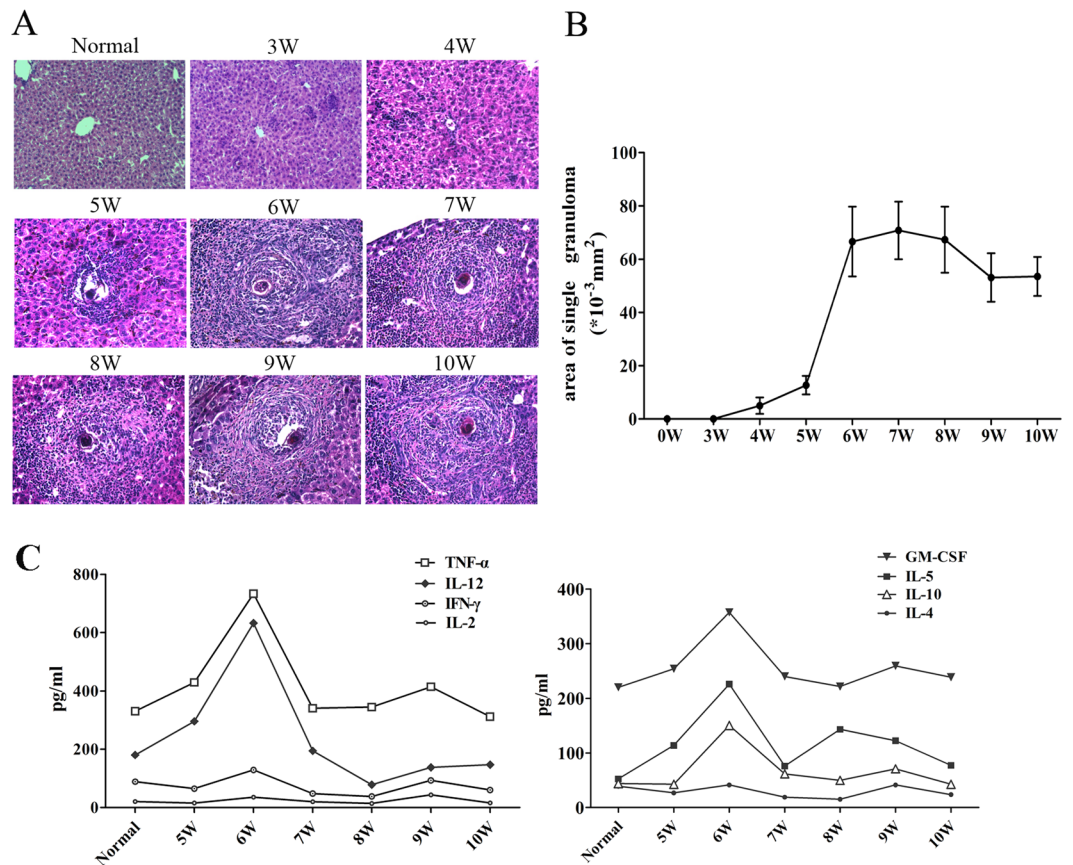 A
Normal
3W
4W
5W
6W
7W
8W
9W
10W
B
area of single granuloma
(*10⁻³mm²)
100
80
60
40
20
0
0W 3W 4W 5W 6W 7W 8W 9W 10W
C
TNF-α
IL-12
IFN-γ
IL-2
pg/ml
800
600
400
200
0
Normal 5W 6W 7W 8W 9W 10W
GM-CSF
IL-5
IL-10
IL-4
pg/ml
400
300
200
100
0
Normal 5W 6W 7W 8W 9W 10W